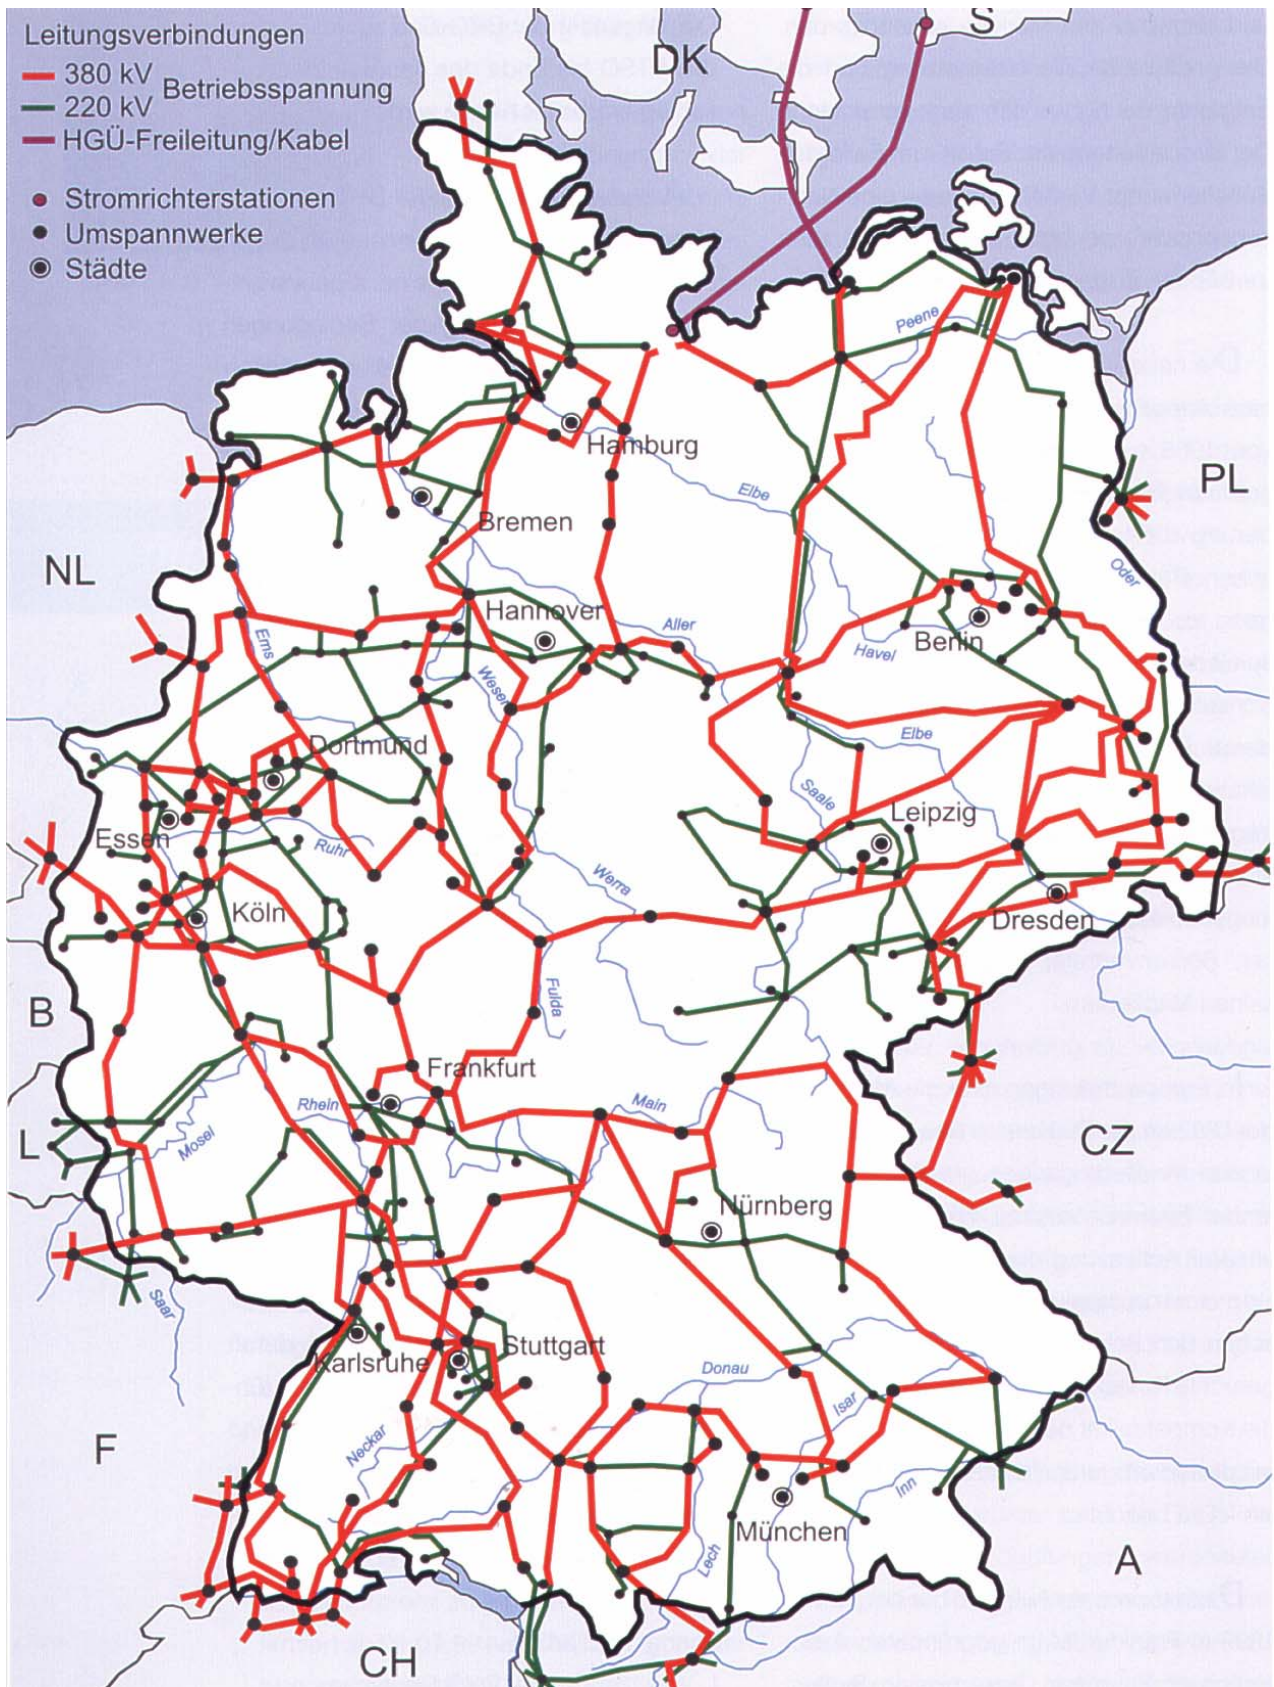 Leitungsverbindungen
380 kV
Betriebsspannung
220 kV
HGÜ-Freileitung/Kabel
Stromrichterstationen
Umspannwerke
Städte
DK
S
Peene
Hamburg
Elbe
PL
Bremen
NL
Oder
Hannover
Aller
Ems
Berlin
Havel
Weser
Elbe
Dortmund
Saale
Leipzig
Essen
Ruhr
Werra
Köln
Dresden
B
Fulda
Frankfurt
Rhein
Main
L
Mosel
CZ
Nürnberg
Saar
Stuttgart
Karlsruhe
Donau
Isar
F
Neckar
Inn
München
Lech
A
CH